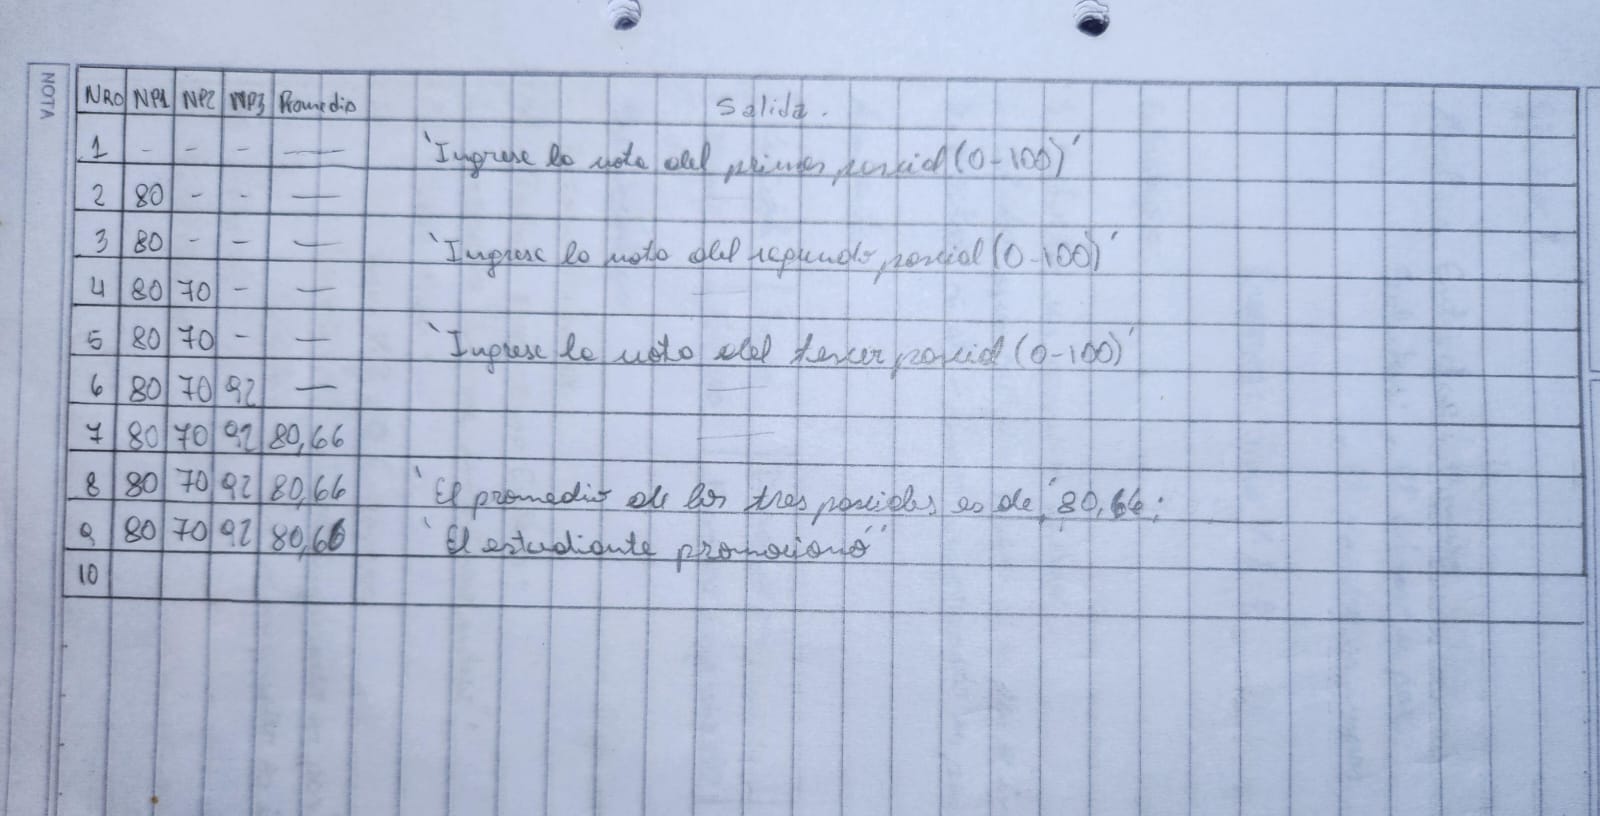 NOTA
NRO NP1 NP2 NP3 Promedio Salida.
1 - - - — 'Ingrese la nota del primer parcial (0-100)'
2 80 - - —
3 80 - - — 'Ingrese la nota del segundo parcial (0-100)'
4 80 70 - — —
5 80 70 - — 'Ingrese la nota del tercer parcial (0-100)'
6 80 70 92 — —
7 80 70 92 80,66 —
8 80 70 92 80,66 'El promedio de los tres parciales es de' 80,66;
9 80 70 92 80,66 'El estudiante promocionó''
10